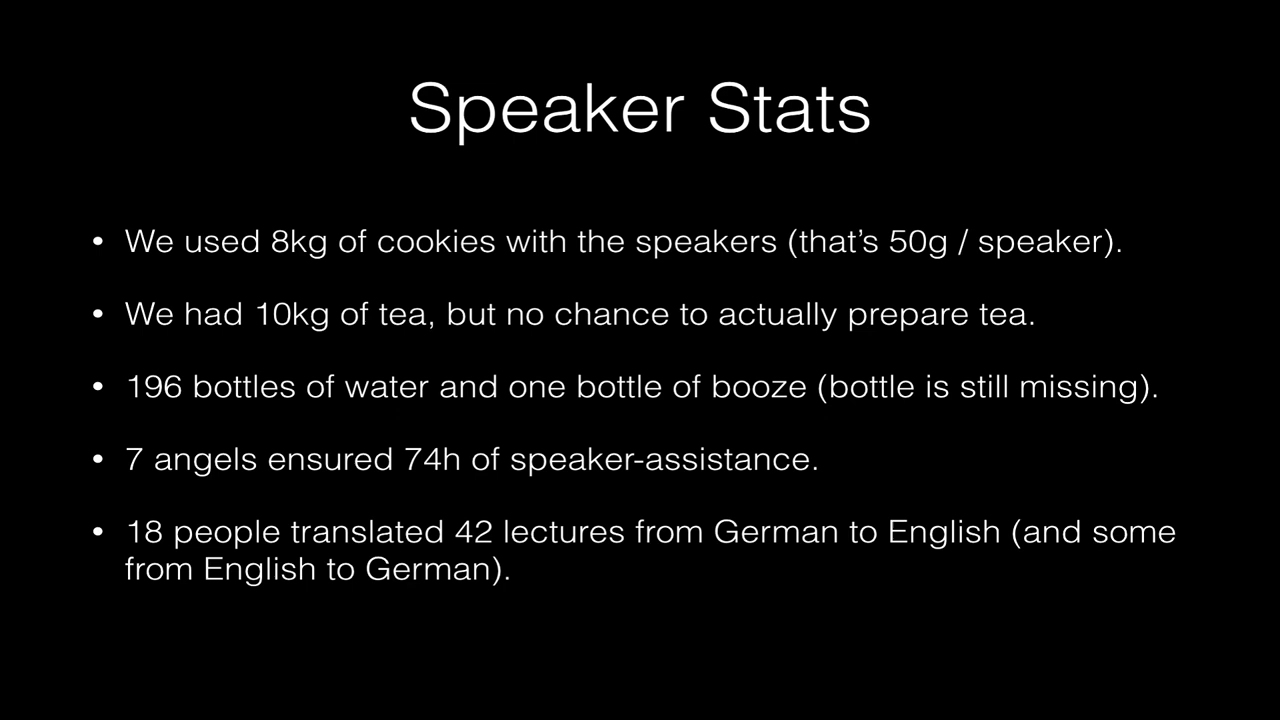 Speaker Stats
• We used 8kg of cookies with the speakers (that’s 50g / speaker).
• We had 10kg of tea, but no chance to actually prepare tea.
• 196 bottles of water and one bottle of booze (bottle is still missing).
• 7 angels ensured 74h of speaker-assistance.
• 18 people translated 42 lectures from German to English (and some
from English to German).